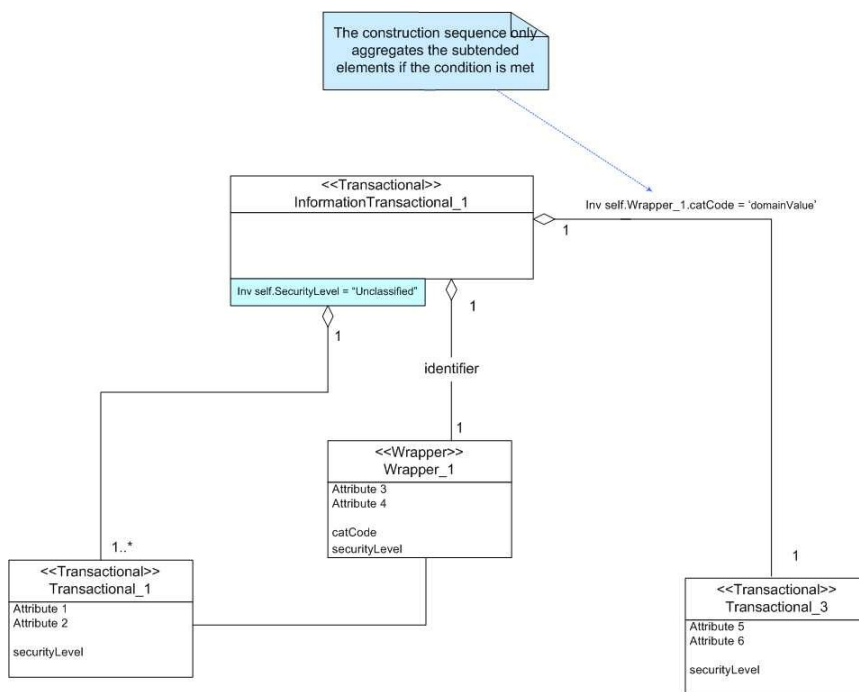 The construction sequence only
aggregates the subtended
elements if the condition is met
<<Transactional>>
InformationTransactional_1
Inv self.Wrapper_1.catCode = ‘domainValue’
1
Inv self.SecurityLevel = “Unclassified”
1
1
identifier
1
<<Wrapper>>
Wrapper_1
Attribute 3
Attribute 4
catCode
securityLevel
1..*
<<Transactional>>
Transactional_1
Attribute 1
Attribute 2
securityLevel
1
<<Transactional>>
Transactional_3
Attribute 5
Attribute 6
securityLevel